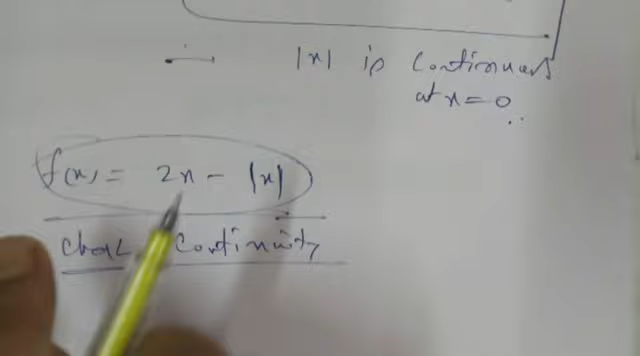 |x| is continuous
at x = 0
f(x) = 2x - |x|
check continuity